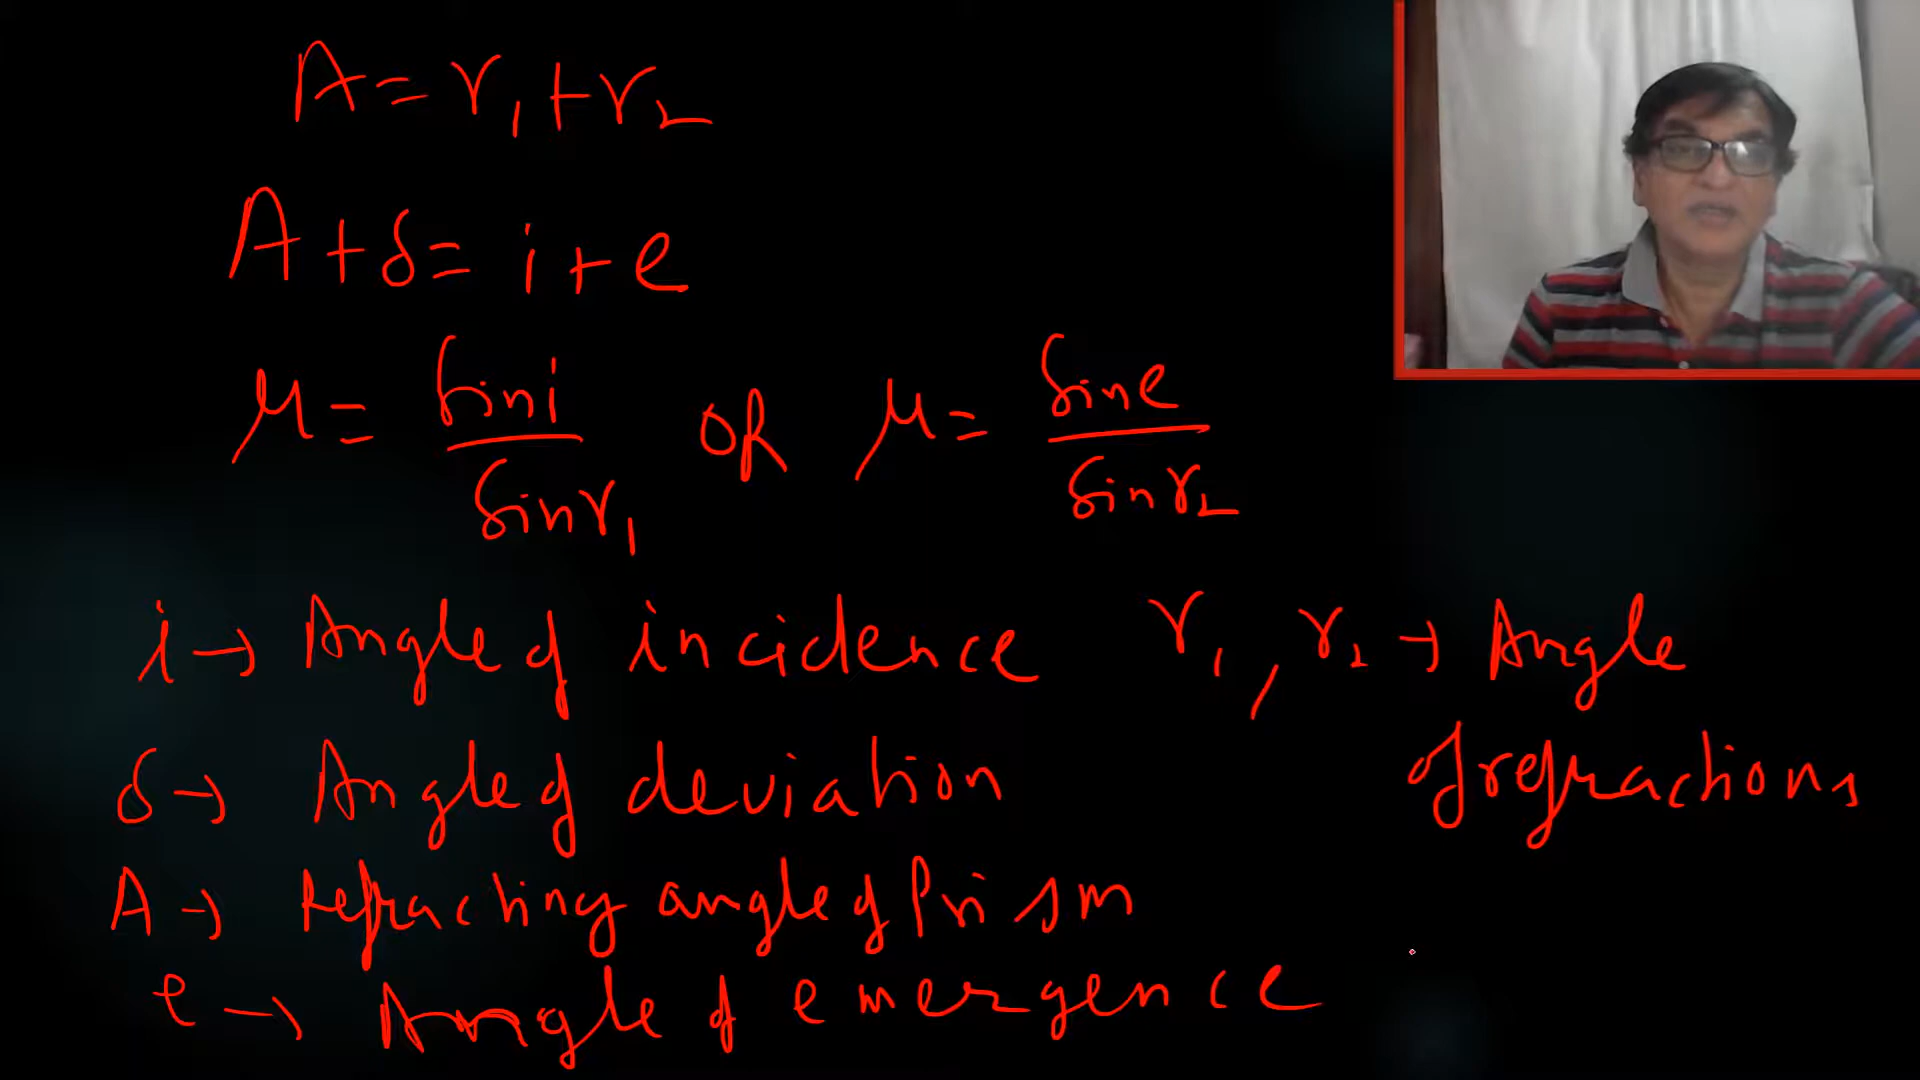 A = r₁ + r₂
A + δ = i + e
μ = sin i / sin r₁ OR μ = sin e / sin r₂
i → Angle of incidence
r₁, r₂ → Angle of refractions
δ → Angle of deviation
A → Refracting angle of Prism
e → Angle of emergence